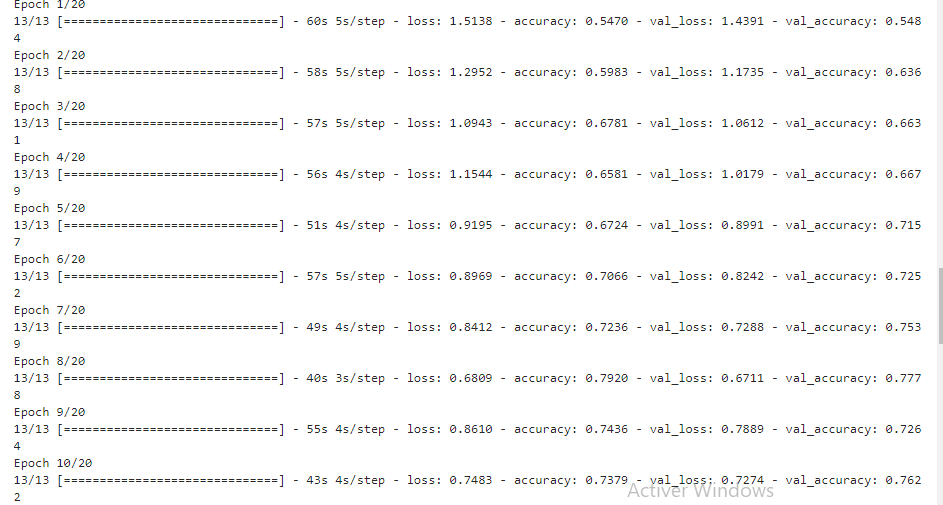 Epoch 1/20
13/13 [==============================] - 60s 5s/step - loss: 1.5138 - accuracy: 0.5470 - val_loss: 1.4391 - val_accuracy: 0.548
4
Epoch 2/20
13/13 [==============================] - 58s 5s/step - loss: 1.2952 - accuracy: 0.5983 - val_loss: 1.1735 - val_accuracy: 0.636
8
Epoch 3/20
13/13 [==============================] - 57s 5s/step - loss: 1.0943 - accuracy: 0.6781 - val_loss: 1.0612 - val_accuracy: 0.663
1
Epoch 4/20
13/13 [==============================] - 56s 4s/step - loss: 1.1544 - accuracy: 0.6581 - val_loss: 1.0179 - val_accuracy: 0.667
9
Epoch 5/20
13/13 [==============================] - 51s 4s/step - loss: 0.9195 - accuracy: 0.6724 - val_loss: 0.8991 - val_accuracy: 0.715
7
Epoch 6/20
13/13 [==============================] - 57s 5s/step - loss: 0.8969 - accuracy: 0.7066 - val_loss: 0.8242 - val_accuracy: 0.725
2
Epoch 7/20
13/13 [==============================] - 49s 4s/step - loss: 0.8412 - accuracy: 0.7236 - val_loss: 0.7288 - val_accuracy: 0.753
9
Epoch 8/20
13/13 [==============================] - 40s 3s/step - loss: 0.6809 - accuracy: 0.7920 - val_loss: 0.6711 - val_accuracy: 0.777
8
Epoch 9/20
13/13 [==============================] - 55s 4s/step - loss: 0.8610 - accuracy: 0.7436 - val_loss: 0.7889 - val_accuracy: 0.726
4
Epoch 10/20
13/13 [==============================] - 43s 4s/step - loss: 0.7483 - accuracy: 0.7379 - val_loss: 0.7274 - val_accuracy: 0.762
2
Activer Windows